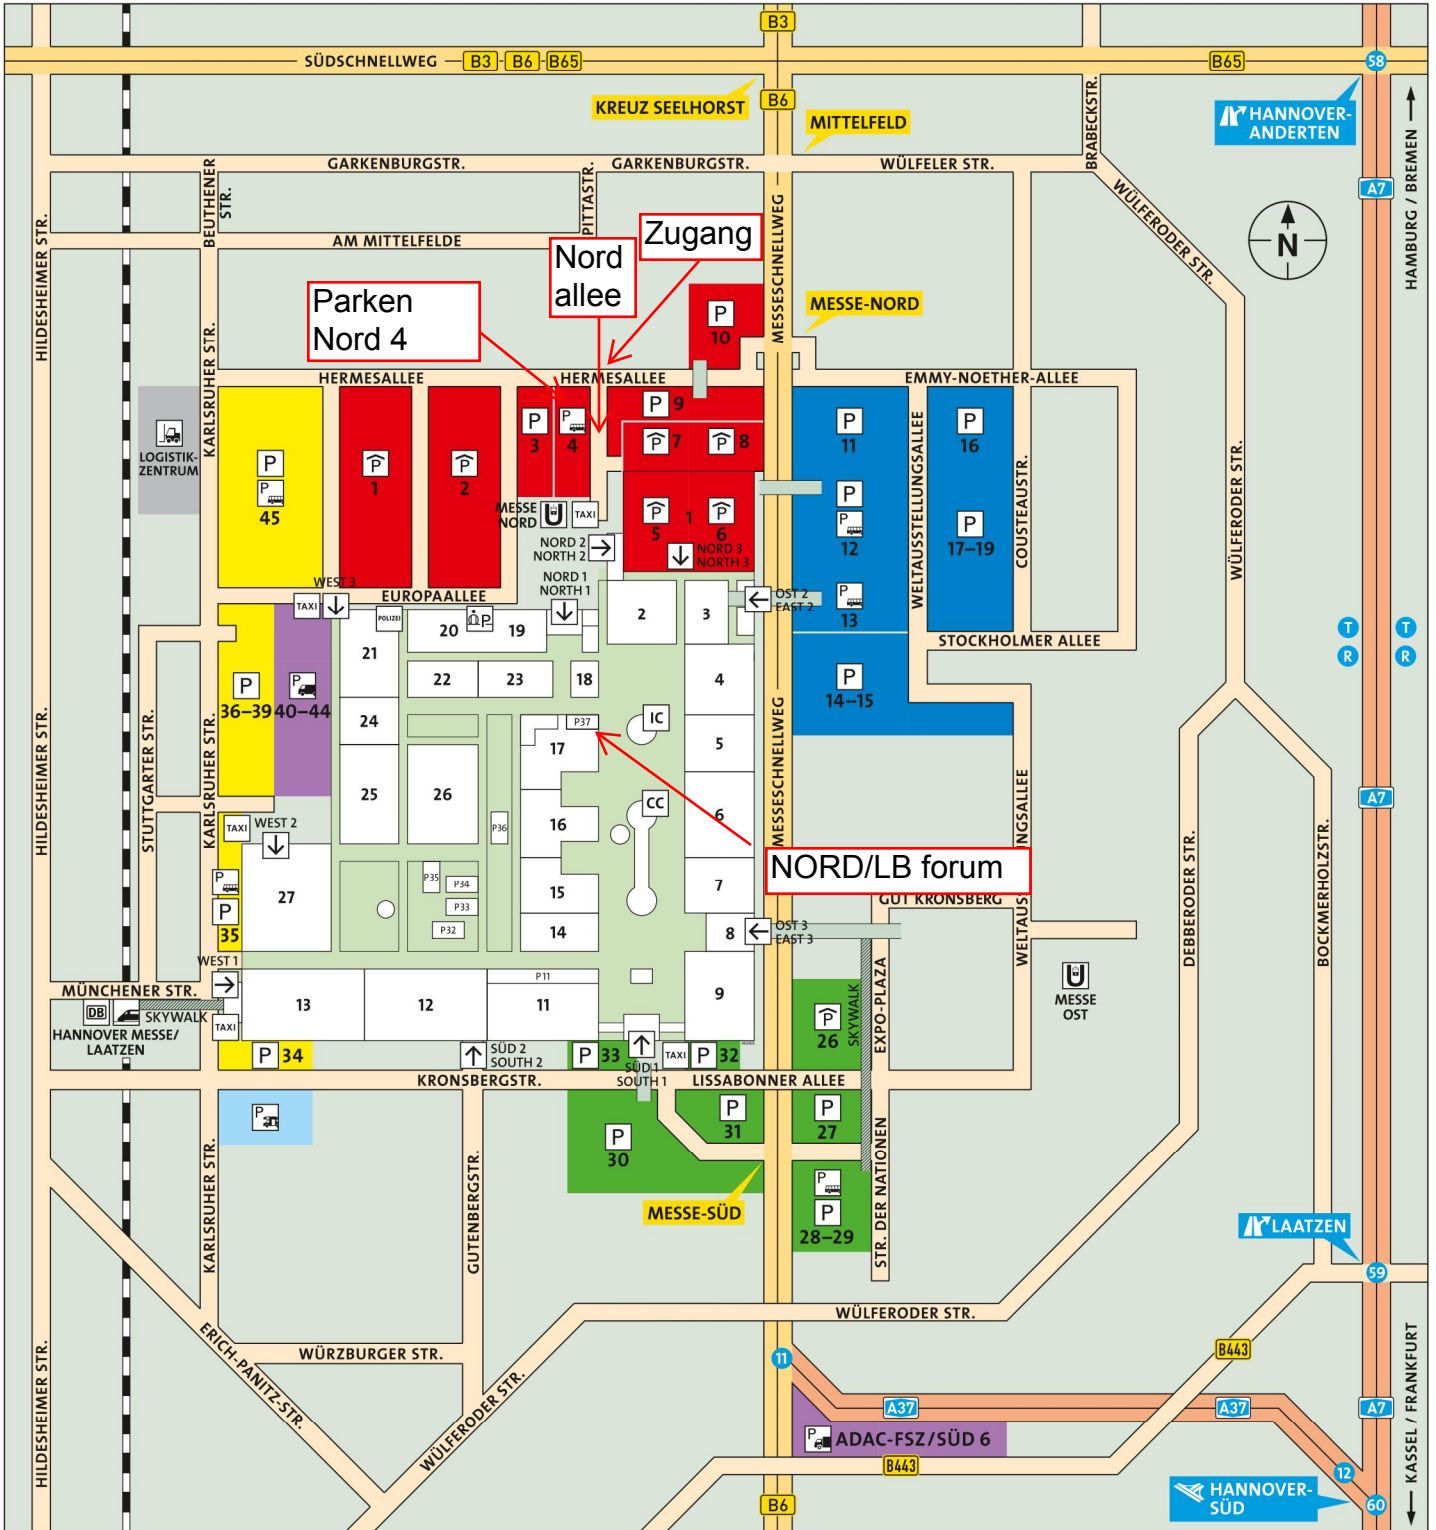 B3
SÜDSCHNELLWEG
B3
B6
B65
B65
58
KREUZ SEELHORST
B6
MITTELFELD
HANNOVER-
ANDERTEN
HAMBURG / BREMEN
GARKENBURGSTR.
GARKENBURGSTR.
WÜLFELER STR.
BRABECKSTR.
A7
HILDESHEIMER STR.
BEUTHENER
STR.
PITTASTR.
MESSESCHNELLWEG
WÜLFERODER STR.
AM MITTELFELDE
N
Zugang
Nord
allee
Parken
Nord 4
P
10
MESSE-NORD
KARLSRUHER STR.
HERMESALLEE
HERMESALLEE
EMMY-NOETHER-ALLEE
LOGISTIK-
ZENTRUM
P
P
45
P
1
P
2
P
3
P
4
P 9
P 7
P 8
P
5
1
P
6
P
11
P
P
12
P
13
P
14–15
P
16
P
17–19
WELTAUSSTELLUNGSALLEE
COUSTEAUSTR.
WÜLFERODER STR.
MESSE
NORD
TAXI
NORD 2
NORTH 2
NORD 3
NORTH 3
NORD 1
NORTH 1
WEST 3
EUROPAALLEE
OST 2
EAST 2
TAXI
POLIZEI
20
P
19
2
3
STOCKHOLMER ALLEE
T
T
R
R
21
22
23
18
4
P
36–39
P
40–44
24
17
P37
IC
5
HILDESHEIMER STR.
STUTTGARTER STR.
KARLSRUHER STR.
25
26
P36
16
CC
6
MESSESCHNELLWEG
A7
WELTAUS
NGSALLEE
DEBBERODER STR.
BOCKMERHOLZSTR.
TAXI
WEST 2
NORD/LB forum
27
P
P
35
P35
P34
P33
P32
15
14
7
8
GUT KRONSBERG
OST 3
EAST 3
WEST 1
MÜNCHENER STR.
DB
SKYWALK
HANNOVER MESSE/
LAATZEN
TAXI
13
12
P11
11
9
P
26
SKYWALK
EXPO-PLAZA
MESSE
OST
P 34
SÜD 2
SOUTH 2
P 33
SÜD 1
SOUTH 1
TAXI
P 32
KRONSBERGSTR.
LISSABONNER ALLEE
P
P
30
P
31
P
27
P
P
28–29
STR. DER NATIONEN
MESSE-SÜD
KARLSRUHER STR.
GUTENBERGSTR.
LAATZEN
59
WÜLFERODER STR.
ERICH-PANITZ-STR.
WÜRZBURGER STR.
WÜLFERODER STR.
HILDESHEIMER STR.
11
B443
A37
A37
A7
KASSEL / FRANKFURT
P
ADAC-FSZ/SÜD 6
B443
12
HANNOVER-
SÜD
60
B6